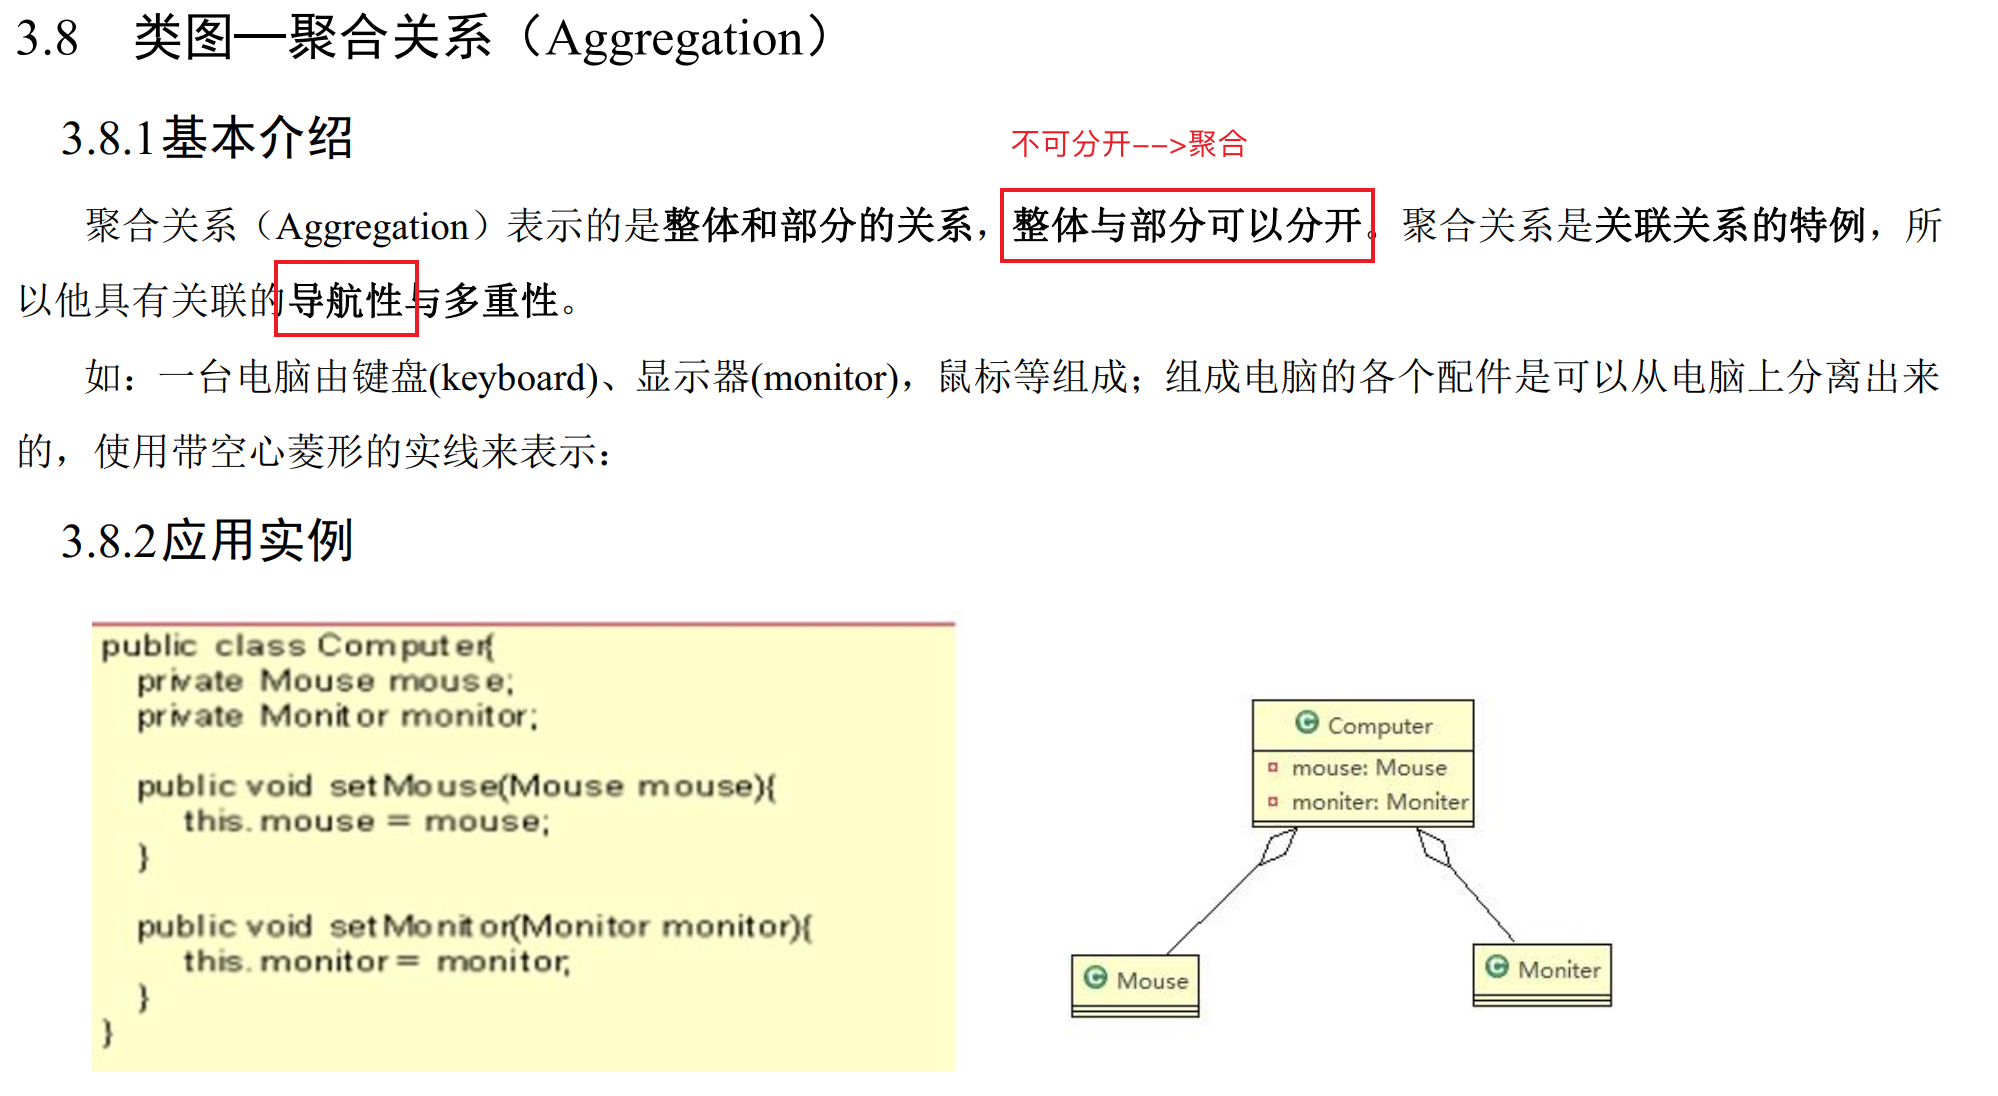 3.8 类图—聚合关系（Aggregation）
3.8.1基本介绍
不可分开-->聚合
聚合关系（Aggregation）表示的是整体和部分的关系，整体与部分可以分开。聚合关系是关联关系的特例，所
以他具有关联的导航性与多重性。
如：一台电脑由键盘(keyboard)、显示器(monitor)，鼠标等组成；组成电脑的各个配件是可以从电脑上分离出来
的，使用带空心菱形的实线来表示：
3.8.2应用实例
public class Computer{
private Mouse mouse;
private Monitor monitor;
public void setMouse(Mouse mouse){
this.mouse = mouse;
}
public void setMonitor(Monitor monitor){
this.monitor = monitor;
}
}
C Computer
mouse: Mouse
moniter: Moniter
C Mouse
C Moniter